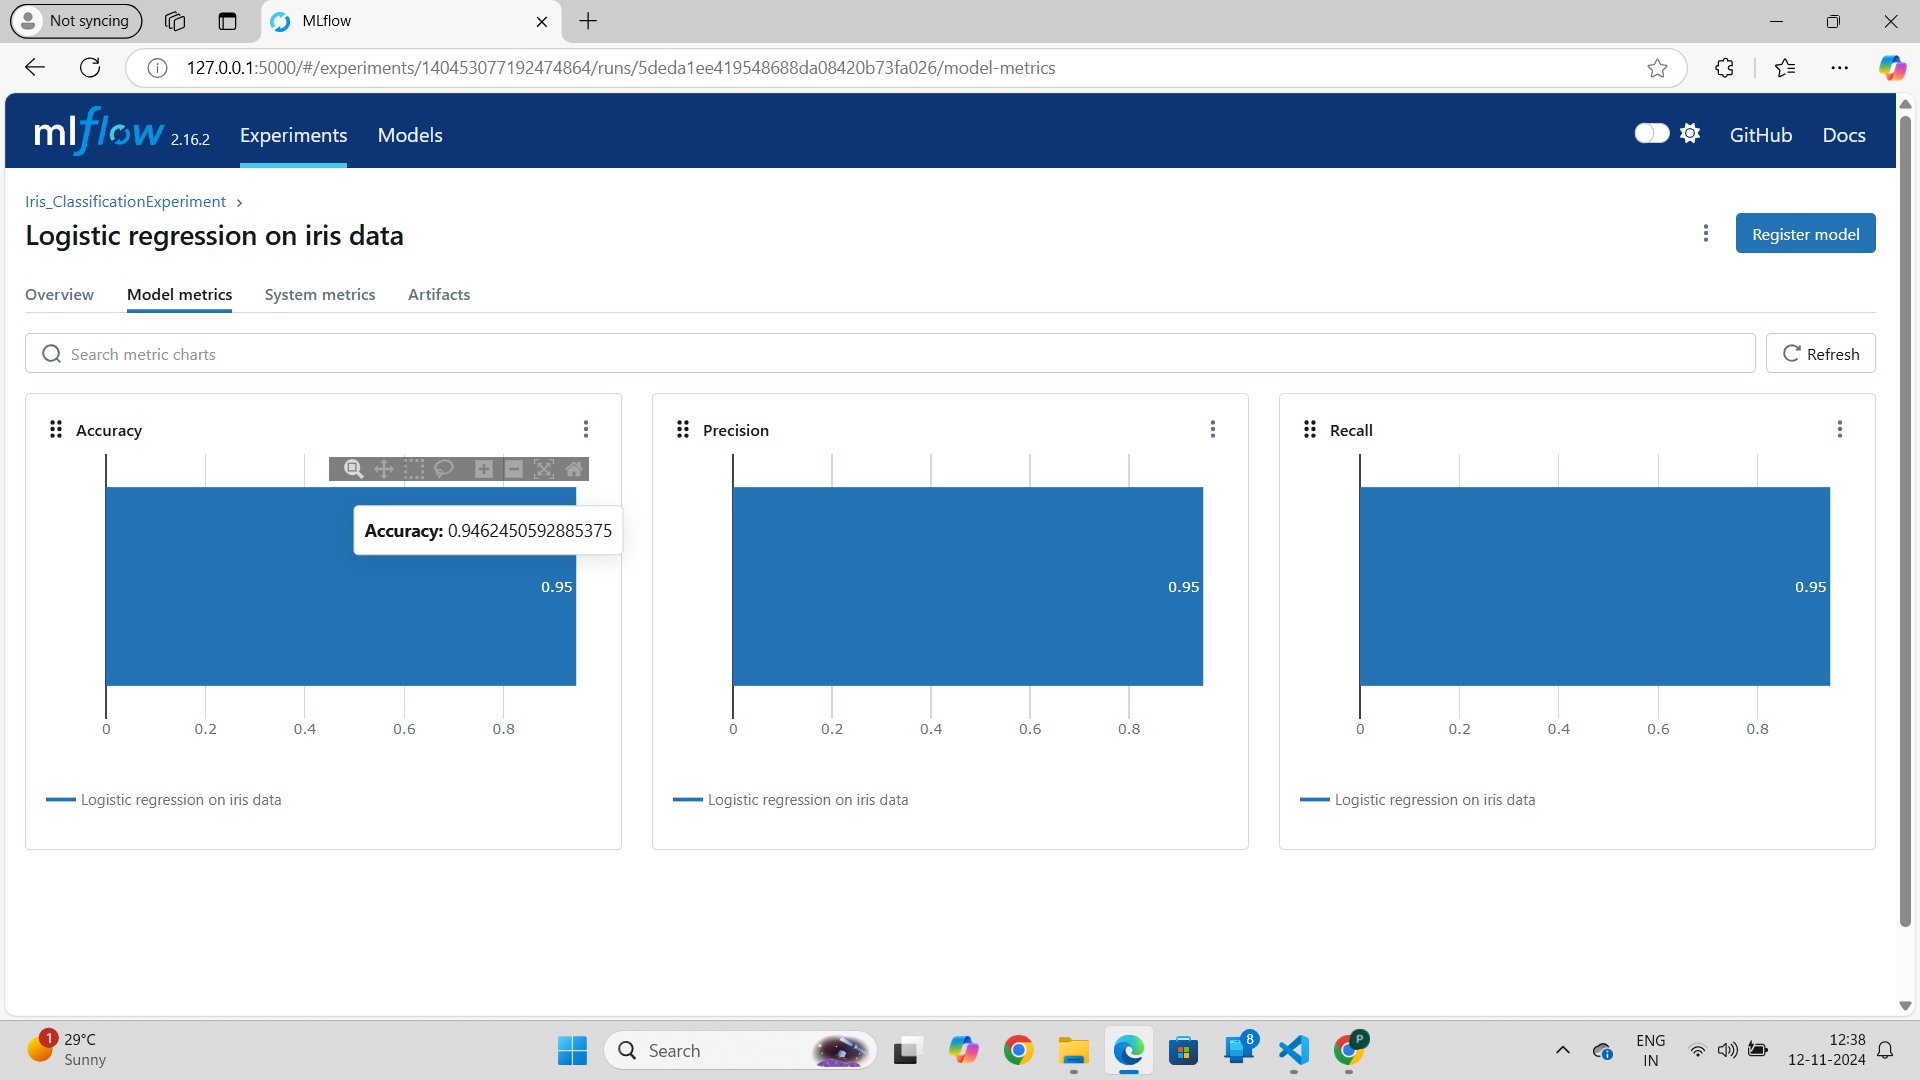 Not syncing
MLflow
127.0.0.1:5000/#/experiments/140453077192474864/runs/5deda1ee419548688da08420b73fa026/model-metrics
mlflow 2.16.2 Experiments Models GitHub Docs
Iris_ClassificationExperiment
Logistic regression on iris data
Register model
Overview Model metrics System metrics Artifacts
Search metric charts
Refresh
Accuracy
Accuracy: 0.9462450592885375
0.95
0 0.2 0.4 0.6 0.8
Logistic regression on iris data
Precision
0.95
0 0.2 0.4 0.6 0.8
Logistic regression on iris data
Recall
0.95
0 0.2 0.4 0.6 0.8
Logistic regression on iris data
1
29°C
Sunny
Search
8
P
ENG
IN
12:38
12-11-2024